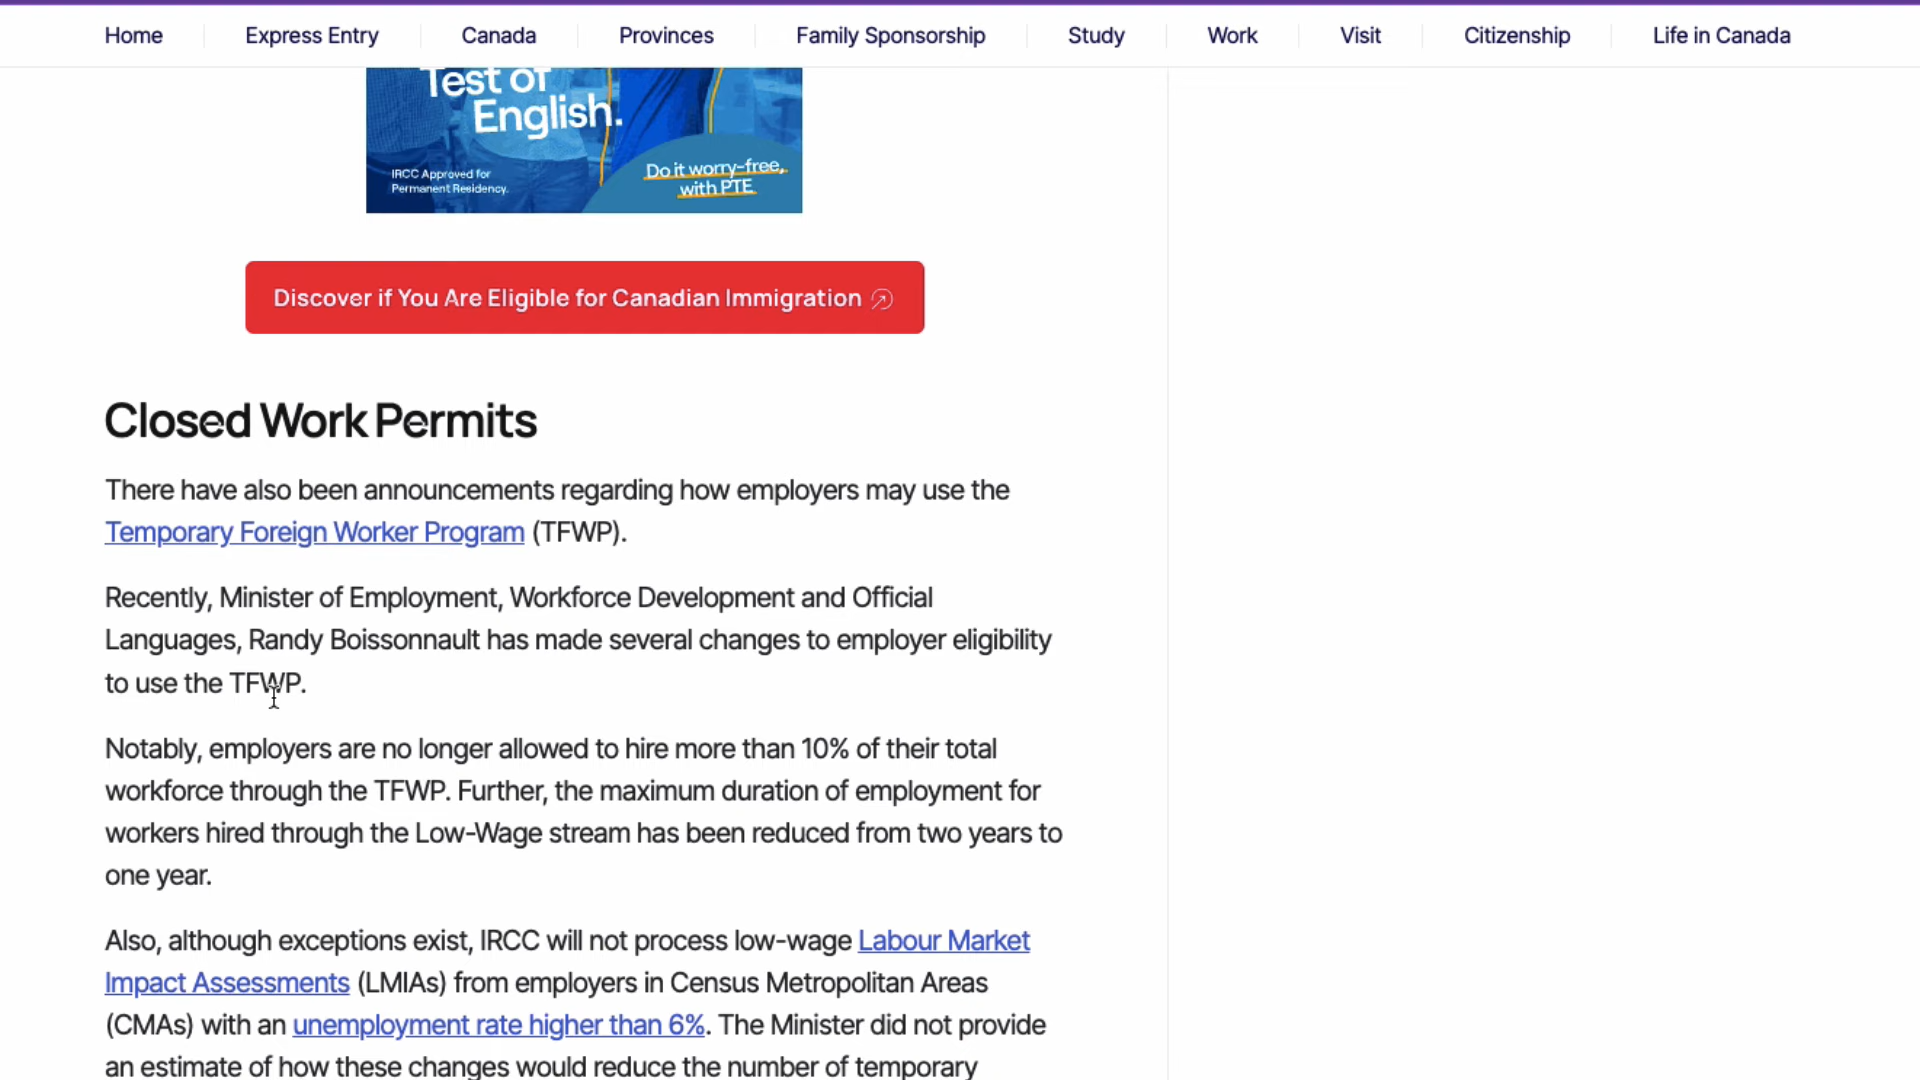 Home
Express Entry
Canada
Provinces
Family Sponsorship
Study
Work
Visit
Citizenship
Life in Canada
Test of
English.
IRCC Approved for
Permanent Residency.
Do it worry-free,
with PTE
Discover if You Are Eligible for Canadian Immigration
Closed Work Permits
There have also been announcements regarding how employers may use the
Temporary Foreign Worker Program (TFWP).
Recently, Minister of Employment, Workforce Development and Official
Languages, Randy Boissonnault has made several changes to employer eligibility
to use the TFWP.
Notably, employers are no longer allowed to hire more than 10% of their total
workforce through the TFWP. Further, the maximum duration of employment for
workers hired through the Low-Wage stream has been reduced from two years to
one year.
Also, although exceptions exist, IRCC will not process low-wage Labour Market
Impact Assessments (LMIAs) from employers in Census Metropolitan Areas
(CMAs) with an unemployment rate higher than 6%. The Minister did not provide
an estimate of how these changes would reduce the number of temporary